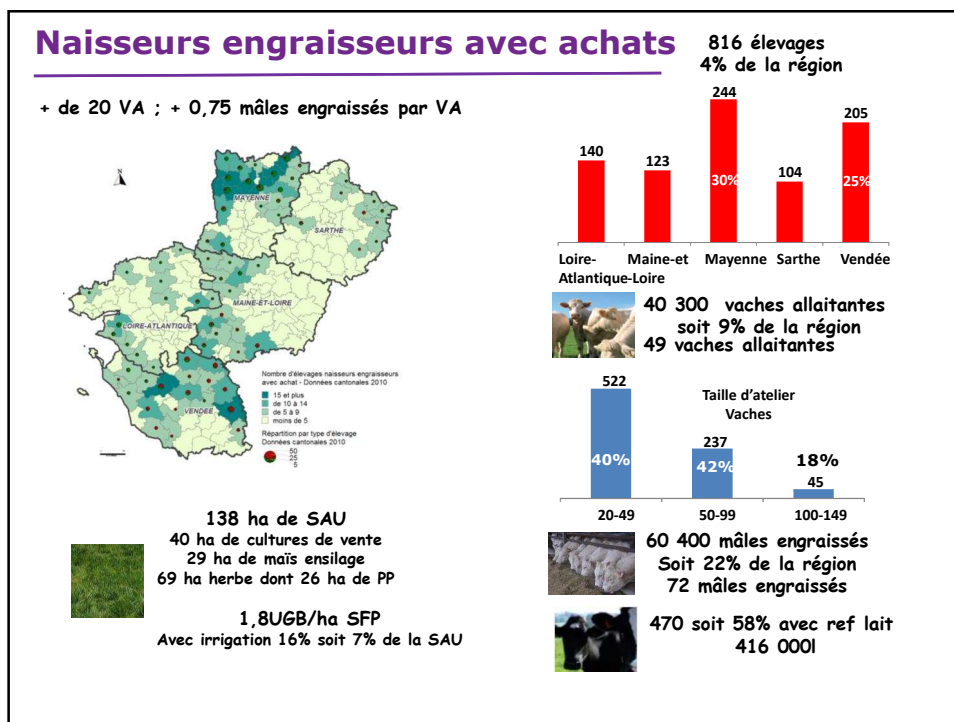 Naisseurs engraisseurs avec achats
816 élevages
4% de la région
+ de 20 VA ; + 0,75 mâles engraissés par VA
244
205
140
123
104
30%
25%
Loire-Atlantique
Maine-et-Loire
Mayenne
Sarthe
Vendée
N
MAYENNE
SARTHE
MAINE-ET-LOIRE
LOIRE-ATLANTIQUE
VENDEE
Nombre d'élevages naisseurs engraisseurs
avec achat - Données cantonales 2010
15 et plus
de 10 à 14
de 5 à 9
moins de 5
Répartition par type d'élevage
Données cantonales 2010
50
25
5
40 300 vaches allaitantes
soit 9% de la région
49 vaches allaitantes
522
Taille d'atelier
Vaches
237
40%
42%
18%
45
20-49
50-99
100-149
138 ha de SAU
40 ha de cultures de vente
29 ha de maïs ensilage
69 ha herbe dont 26 ha de PP
1,8UGB/ha SFP
Avec irrigation 16% soit 7% de la SAU
60 400 mâles engraissés
Soit 22% de la région
72 mâles engraissés
470 soit 58% avec ref lait
416 000l